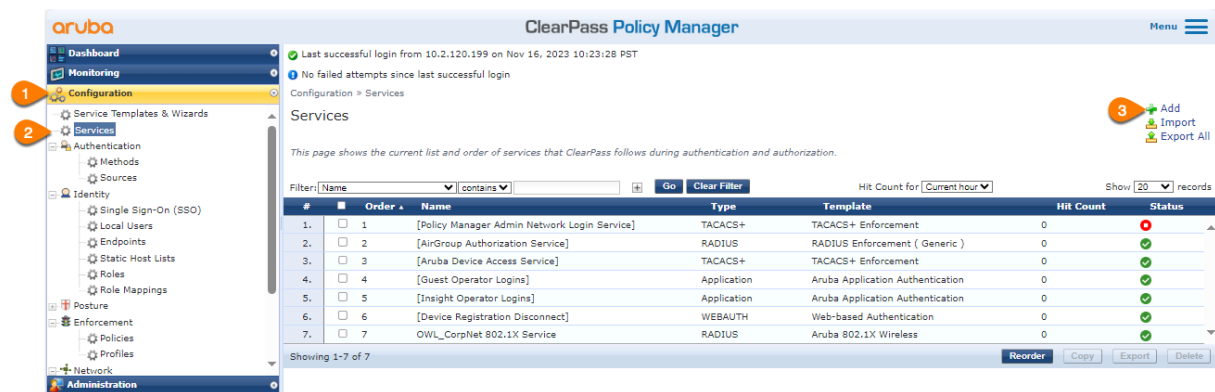 aruba
ClearPass Policy Manager
Menu
Dashboard
Monitoring
1
Configuration
Service Templates & Wizards
2
Services
Authentication
Methods
Sources
Identity
Single Sign-On (SSO)
Local Users
Endpoints
Static Host Lists
Roles
Role Mappings
Posture
Enforcement
Policies
Profiles
Network
Administration
Last successful login from 10.2.120.199 on Nov 16, 2023 10:23:28 PST
No failed attempts since last successful login
Configuration » Services
Services
3
Add
Import
Export All
This page shows the current list and order of services that ClearPass follows during authentication and authorization.
Filter: Name contains + Go Clear Filter Hit Count for Current hour Show 20 records
# Order Name Type Template Hit Count Status
1. 1 [Policy Manager Admin Network Login Service] TACACS+ TACACS+ Enforcement 0
2. 2 [AirGroup Authorization Service] RADIUS RADIUS Enforcement ( Generic ) 0
3. 3 [Aruba Device Access Service] TACACS+ TACACS+ Enforcement 0
4. 4 [Guest Operator Logins] Application Aruba Application Authentication 0
5. 5 [Insight Operator Logins] Application Aruba Application Authentication 0
6. 6 [Device Registration Disconnect] WEBAUTH Web-based Authentication 0
7. 7 OWL_CorpNet 802.1X Service RADIUS Aruba 802.1X Wireless 0
Showing 1-7 of 7 Reorder Copy Export Delete